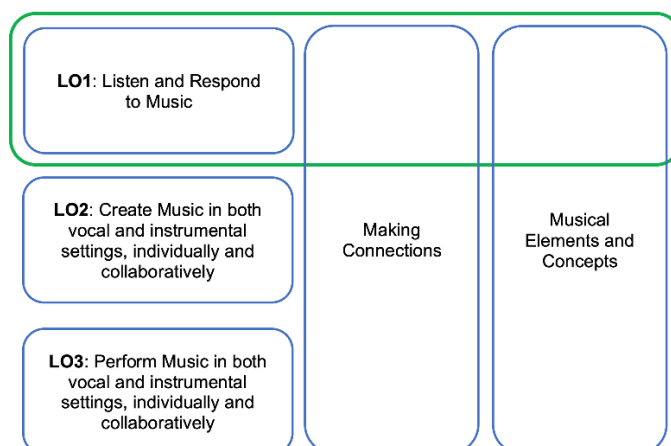 LO1: Listen and Respond
to Music
LO2: Create Music in both
vocal and instrumental
settings, individually and
collaboratively
LO3: Perform Music in both
vocal and instrumental
settings, individually and
collaboratively
Making
Connections
Musical
Elements and
Concepts